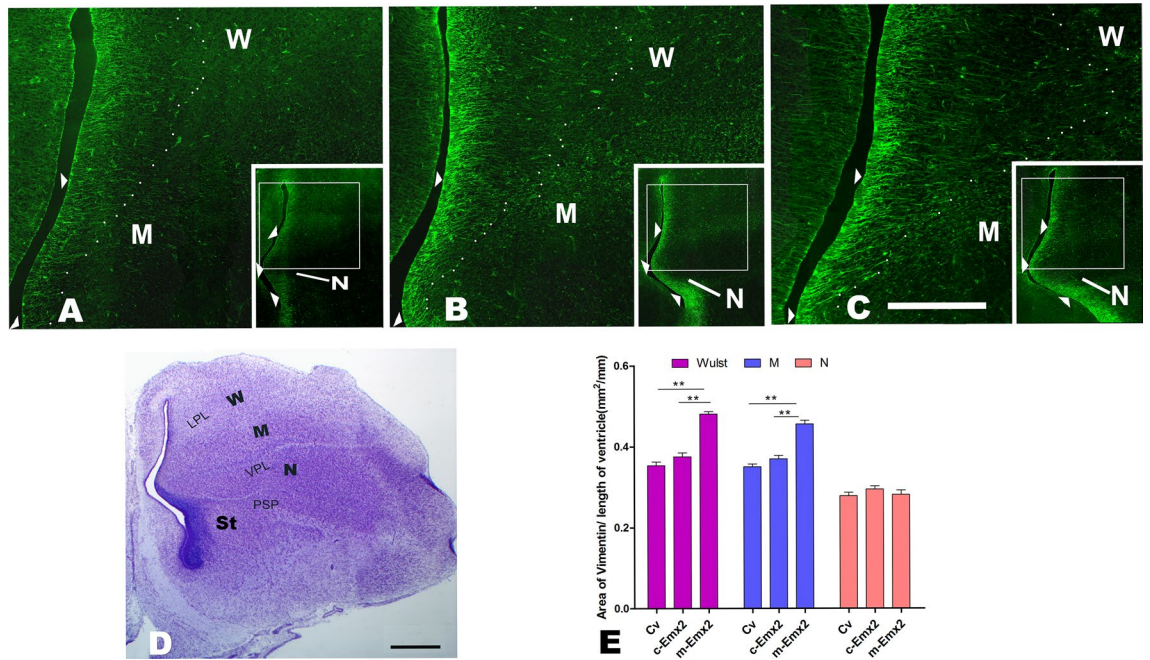 W
M
N
A
W
M
N
B
W
M
N
C
W
LPL
M
VPL
N
PSP
St
D
Wulst M N
Area of Vimentin/ length of ventricle(mm²/mm)
0.6
0.4
0.2
0.0
**
**
**
**
Cv c-Emx2 m-Emx2 Cv c-Emx2 m-Emx2 Cv c-Emx2 m-Emx2
E